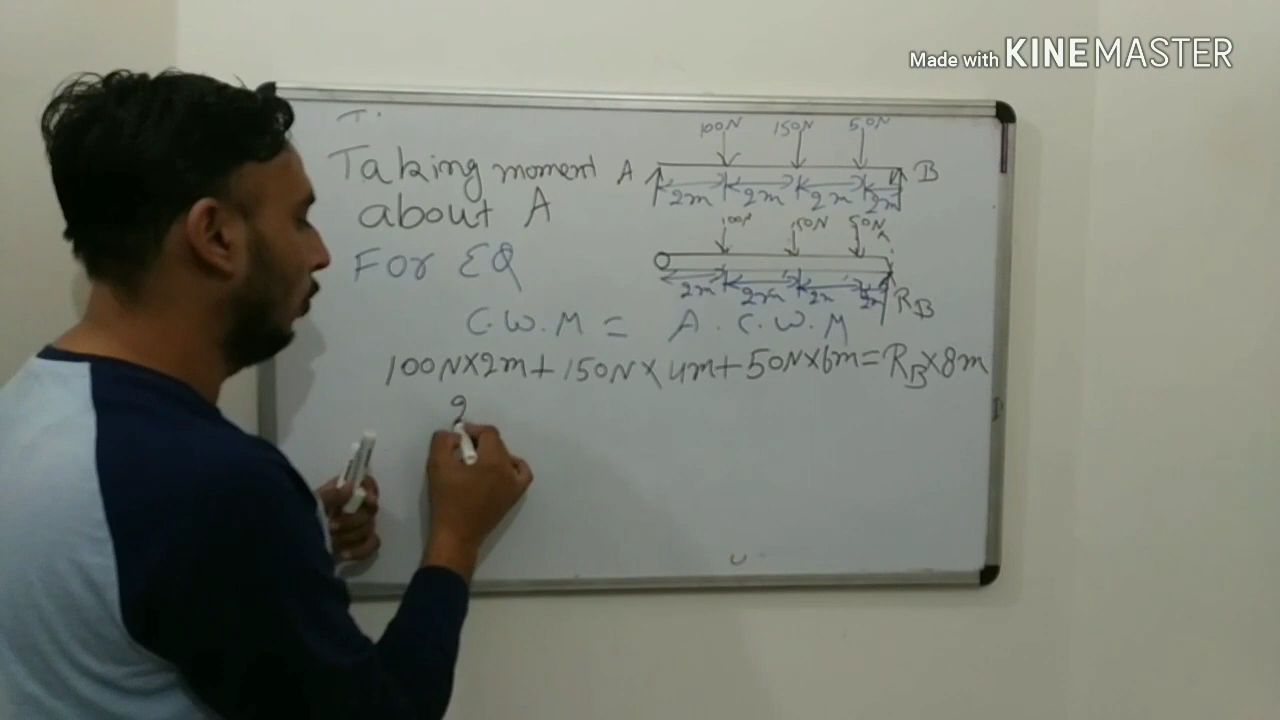 Made with KINEMASTER
T.
Taking moment
about A
For EQ
100N 150N 50N
A B
2m 2m 2m 2m
100N 150N 50N
2m 2m 2m 2m RB
C.W.M = A.C.W.M
100N×2m+150N×4m+50N×6m=RB×8m
2